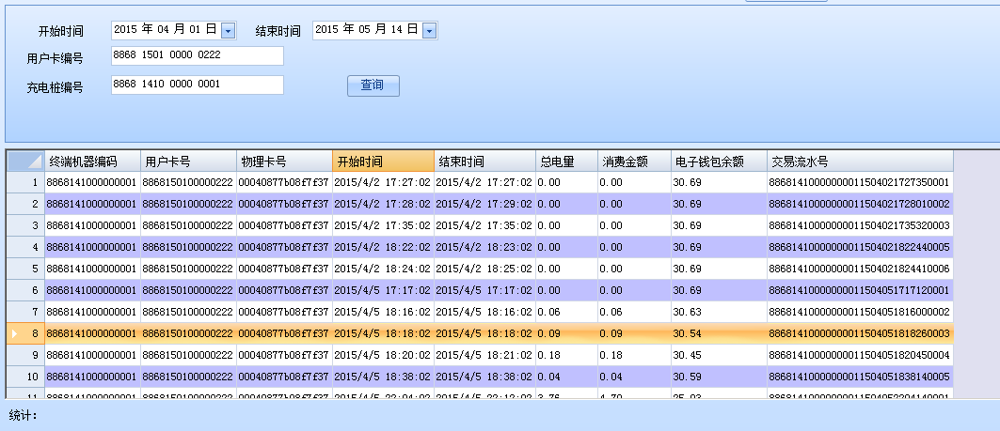 开始时间 2015 年 04 月 01 日 结束时间 2015 年 05 月 14 日
用户卡编号 8868 1501 0000 0222
充电桩编号 8868 1410 0000 0001 查询
终端机器编码 用户卡号 物理卡号 开始时间 结束时间 总电量 消费金额 电子钱包余额 交易流水号
1 8868141000000001 8868150100000222 00040877b08f7f37 2015/4/2 17:27:02 2015/4/2 17:27:02 0.00 0.00 30.69 88681410000000011504021727350001
2 8868141000000001 8868150100000222 00040877b08f7f37 2015/4/2 17:28:02 2015/4/2 17:29:02 0.00 0.00 30.69 88681410000000011504021728010002
3 8868141000000001 8868150100000222 00040877b08f7f37 2015/4/2 17:35:02 2015/4/2 17:35:02 0.00 0.00 30.69 88681410000000011504021735320003
4 8868141000000001 8868150100000222 00040877b08f7f37 2015/4/2 18:22:02 2015/4/2 18:23:02 0.00 0.00 30.69 88681410000000011504021822440005
5 8868141000000001 8868150100000222 00040877b08f7f37 2015/4/2 18:24:02 2015/4/2 18:25:02 0.00 0.00 30.69 88681410000000011504021824410006
6 8868141000000001 8868150100000222 00040877b08f7f37 2015/4/5 17:17:02 2015/4/5 17:17:02 0.00 0.00 30.69 88681410000000011504051717120001
7 8868141000000001 8868150100000222 00040877b08f7f37 2015/4/5 18:16:02 2015/4/5 18:16:02 0.06 0.06 30.63 88681410000000011504051816000002
8 8868141000000001 8868150100000222 00040877b08f7f37 2015/4/5 18:18:02 2015/4/5 18:18:02 0.09 0.09 30.54 88681410000000011504051818260003
9 8868141000000001 8868150100000222 00040877b08f7f37 2015/4/5 18:20:02 2015/4/5 18:21:02 0.18 0.18 30.45 88681410000000011504051820450004
10 8868141000000001 8868150100000222 00040877b08f7f37 2015/4/5 18:38:02 2015/4/5 18:38:02 0.04 0.04 30.59 88681410000000011504051838140005
统计：